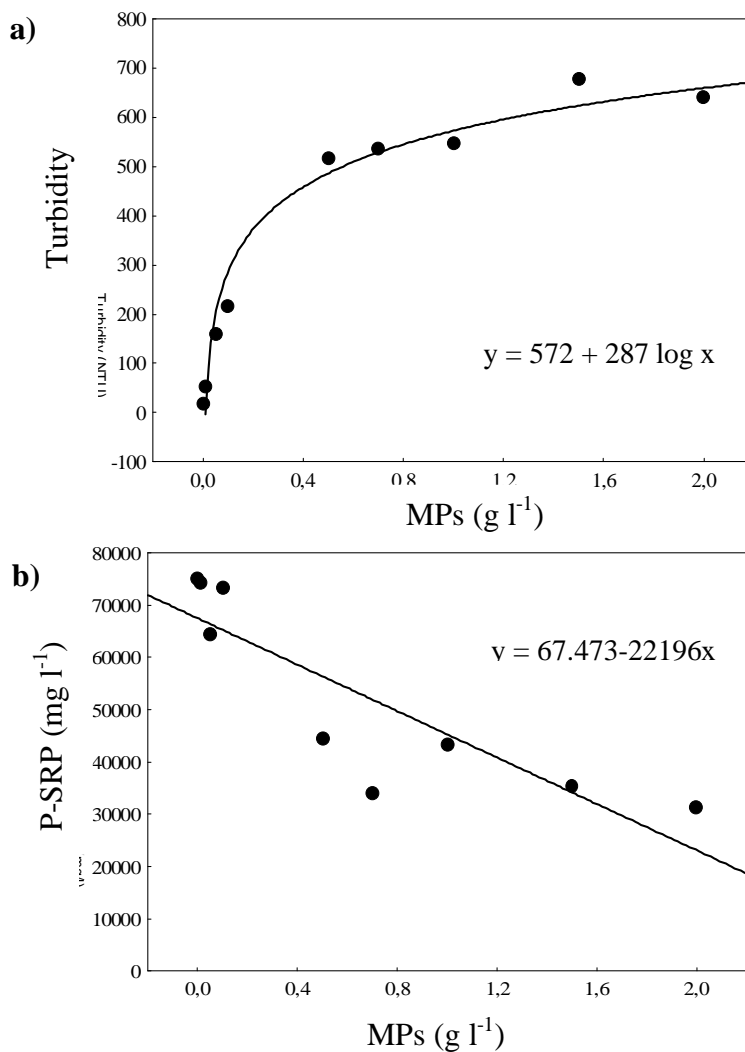 a)
800
700
600
500
400
300
200
100
0
-100
Turbidity
y = 572 + 287 log x
0,0 0,4 0,8 1,2 1,6 2,0
MPs (g l⁻¹)
b)
80000
70000
60000
50000
40000
30000
20000
10000
0
P-SRP (mg l⁻¹)
v = 67.473-22196x
0,0 0,4 0,8 1,2 1,6 2,0
MPs (g l⁻¹)